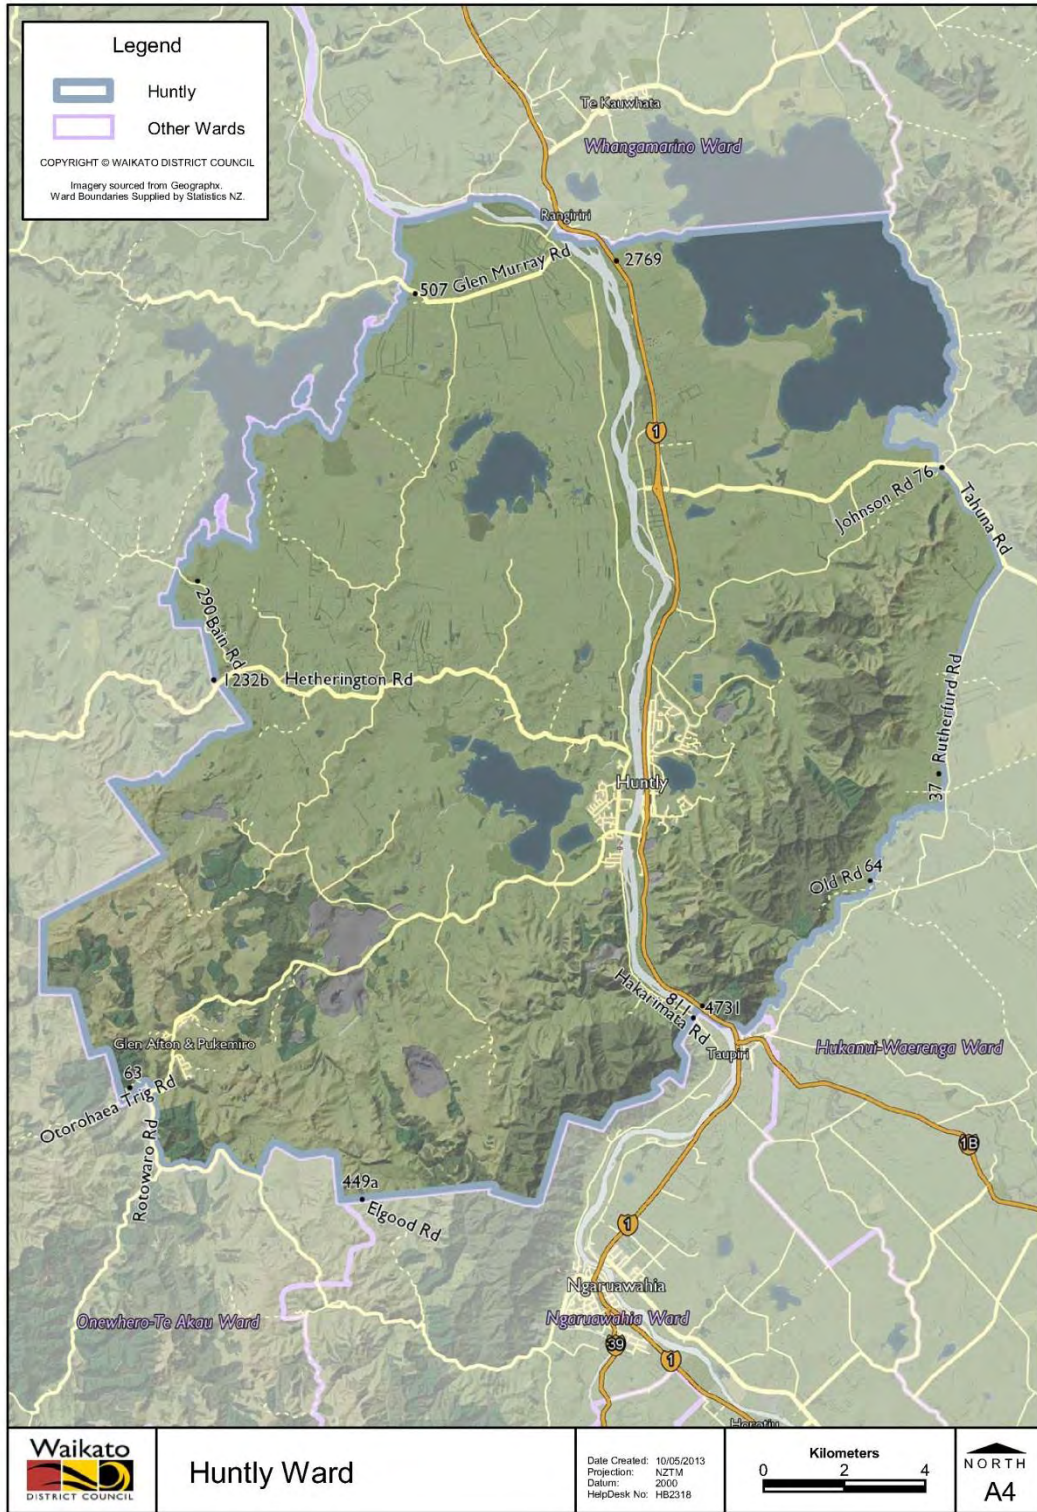 Legend
Huntly
Other Wards
COPYRIGHT © WAIKATO DISTRICT COUNCIL
Imagery sourced from Geographx.
Ward Boundaries Supplied by Statistics NZ.
Te Kauwhata
Whangamarino Ward
Rangiriri
2769
507 Glen Murray Rd
1
Johnson Rd 76
Tahuna Rd
290 Bain Rd
1232b
Hetherington Rd
37 Rutherfurd Rd
Huntly
Old Rd 64
811
Hakarimata Rd
4731
Taupiri
Hukanui-Waerenga Ward
Glen Afton & Pukemiro
63
Otorohaea Trig Rd
Rotowaro Rd
1B
449a
Elgood Rd
1
Ngaruawahia
Onewhero-Te Akau Ward
Ngaruawahia Ward
39
1
Horotiu
Waikato
DISTRICT COUNCIL
Huntly Ward
Date Created: 10/05/2013
Projection: NZTM
Datum: 2000
HelpDesk No: HB2318
Kilometers
0 2 4
NORTH
A4